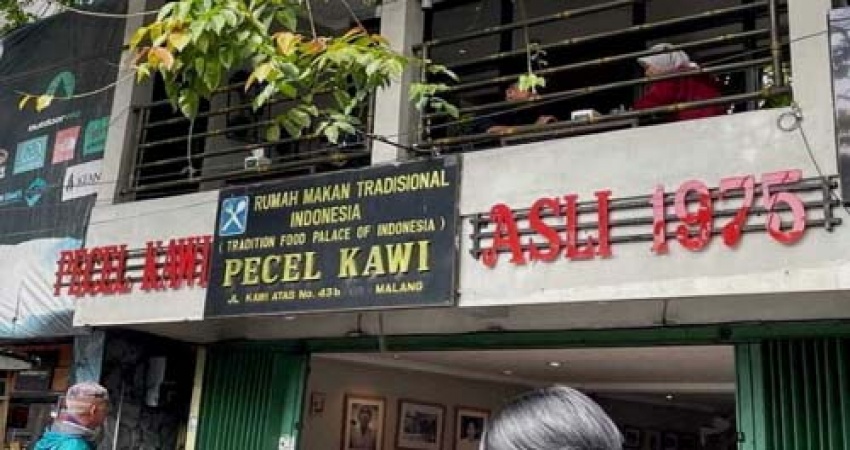 RUMAH MAKAN TRADISIONAL
INDONESIA
( TRADITION FOOD PALACE OF INDONESIA )
PECEL KAWI
JL KAWI ATAS No. 43b MALANG
PECEL KAWI
ASLI 1975
KEEN